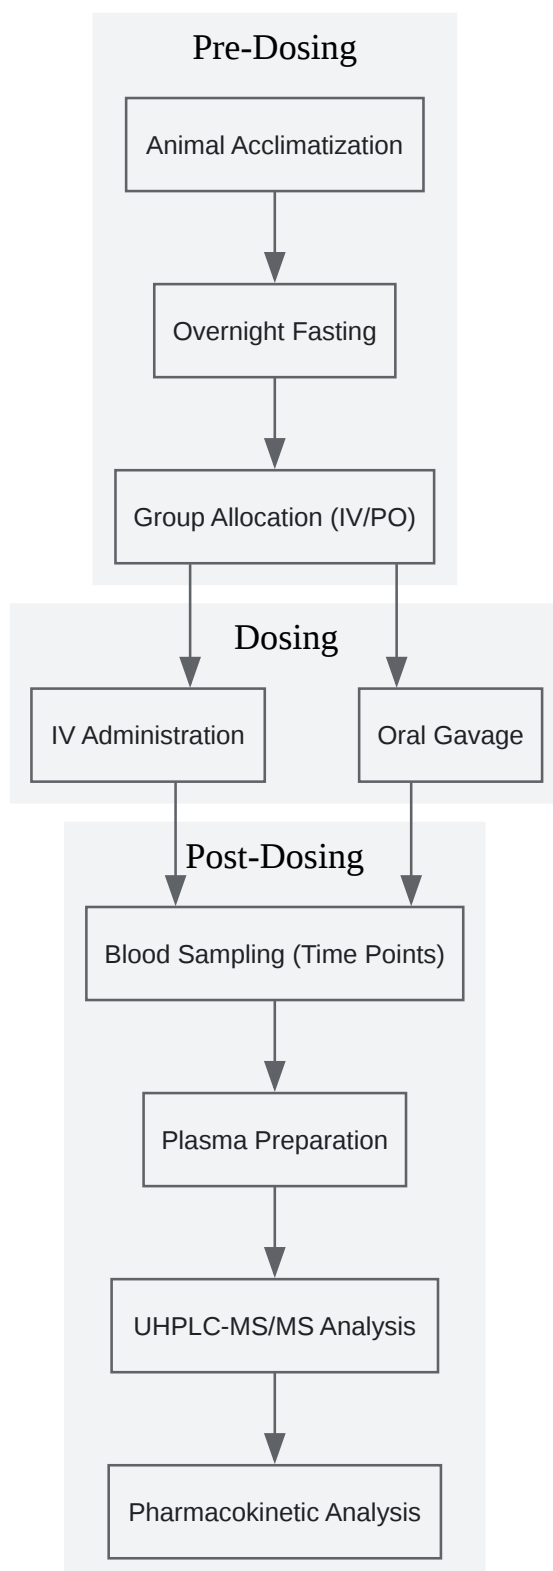 Pre-Dosing
Animal Acclimatization
Overnight Fasting
Group Allocation (IV/PO)
Dosing
IV Administration
Oral Gavage
Post-Dosing
Blood Sampling (Time Points)
Plasma Preparation
UHPLC-MS/MS Analysis
Pharmacokinetic Analysis